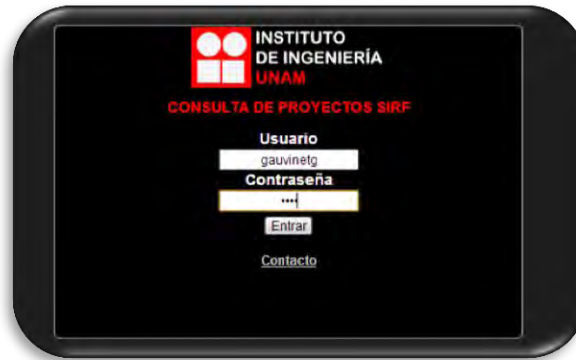 INSTITUTO
DE INGENIERÍA
UNAM
CONSULTA DE PROYECTOS SIRF
Usuario
gauvinetg
Contraseña
••••
Entrar
Contacto